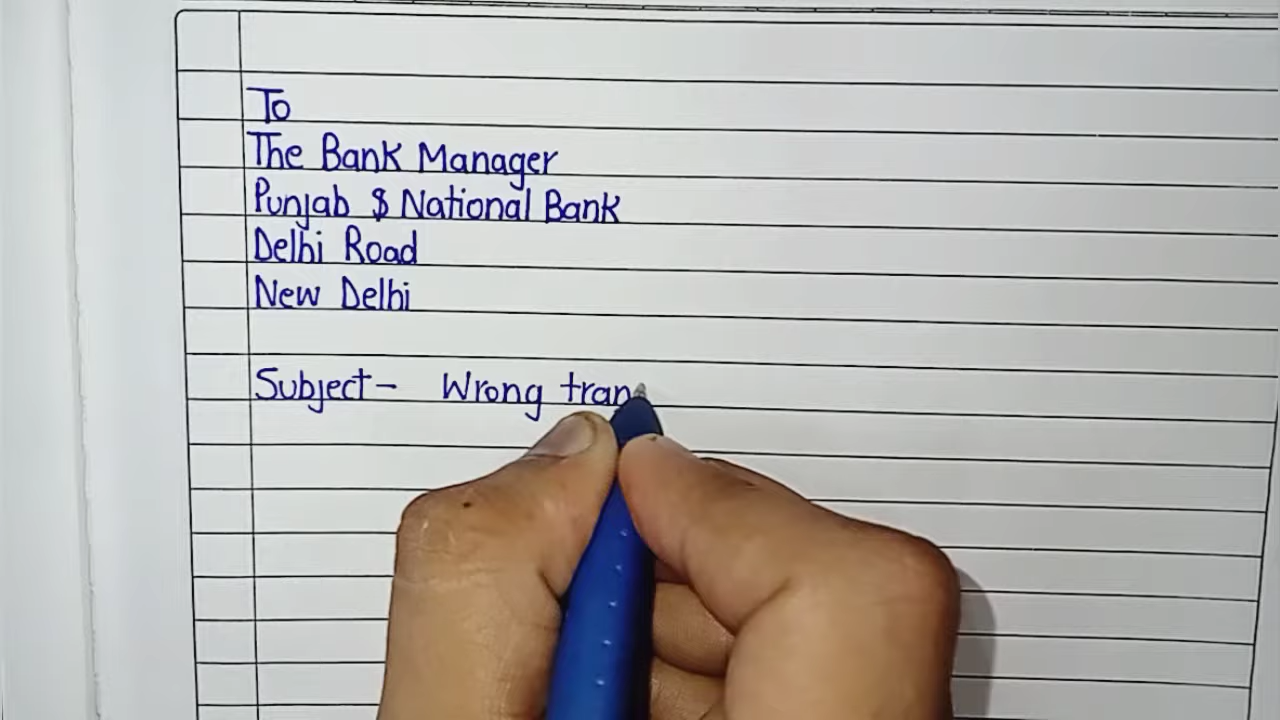 To
The Bank Manager
Punjab $ National Bank
Delhi Road
New Delhi
Subject- Wrong tran